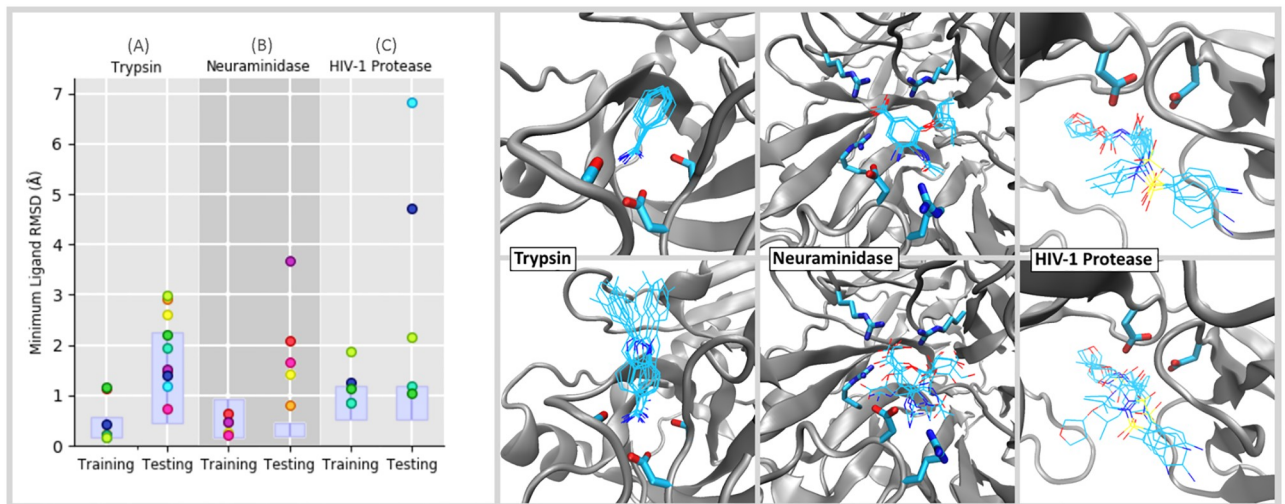 (A) (B) (C)
Trypsin Neuraminidase HIV-1 Protease
Minimum Ligand RMSD (Å)
7
6
5
4
3
2
1
0
Training Testing Training Testing Training Testing
Trypsin Neuraminidase HIV-1 Protease